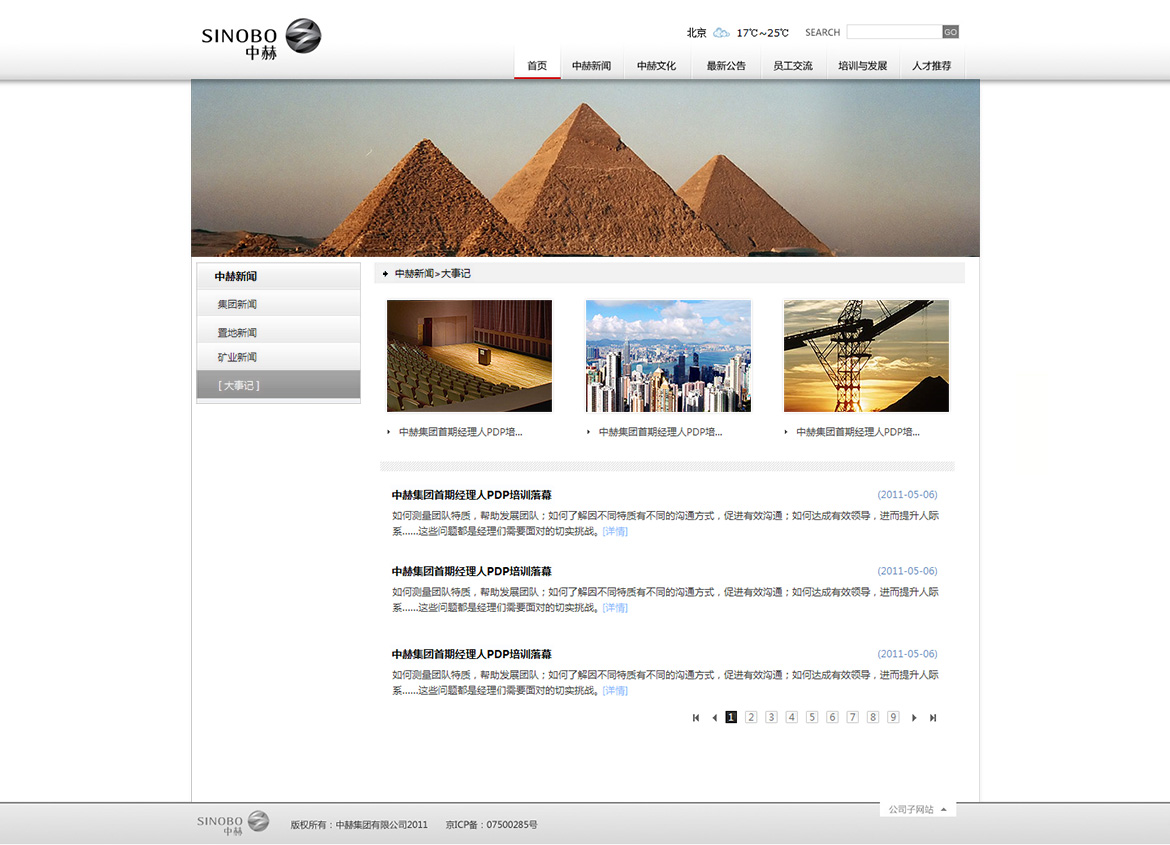 SINOBO
中赫
北京 17℃~25℃ SEARCH GO
首页 中赫新闻 中赫文化 最新公告 员工交流 培训与发展 人才推荐
中赫新闻
集团新闻
置地新闻
矿业新闻
[ 大事记 ]
中赫新闻>大事记
中赫集团首期经理人PDP培... 中赫集团首期经理人PDP培... 中赫集团首期经理人PDP培...
中赫集团首期经理人PDP培训落幕 (2011-05-06)
如何测量团队特质，帮助发展团队；如何了解因不同特质有不同的沟通方式，促进有效沟通；如何达成有效领导，进而提升人际
系......这些问题都是经理们需要面对的切实挑战。[详情]
中赫集团首期经理人PDP培训落幕 (2011-05-06)
如何测量团队特质，帮助发展团队；如何了解因不同特质有不同的沟通方式，促进有效沟通；如何达成有效领导，进而提升人际
系......这些问题都是经理们需要面对的切实挑战。[详情]
中赫集团首期经理人PDP培训落幕 (2011-05-06)
如何测量团队特质，帮助发展团队；如何了解因不同特质有不同的沟通方式，促进有效沟通；如何达成有效领导，进而提升人际
系......这些问题都是经理们需要面对的切实挑战。[详情]
1 2 3 4 5 6 7 8 9
公司子网站
SINOBO
中赫
版权所有：中赫集团有限公司2011 京ICP备：07500285号